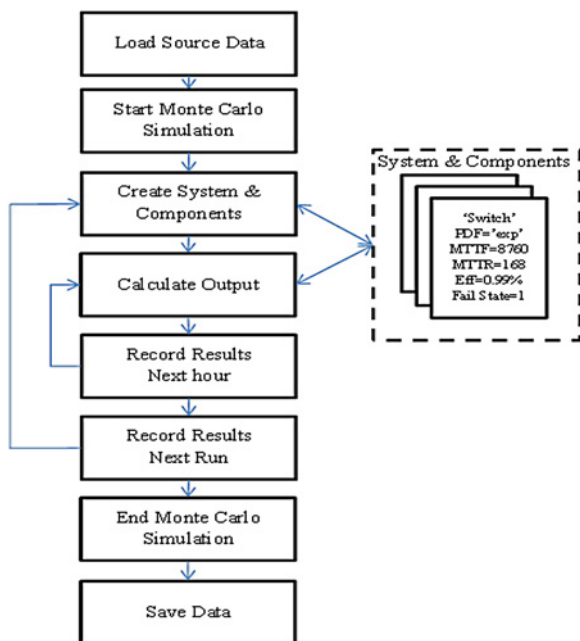 Load Source Data
Start Monte Carlo
Simulation
Create System &
Components
Calculate Output
Record Results
Next hour
Record Results
Next Run
End Monte Carlo
Simulation
Save Data
System & Components
'Switch'
PDF='exp'
MTTF=8760
MTTR=168
Eff=0.99%
Fail State=1